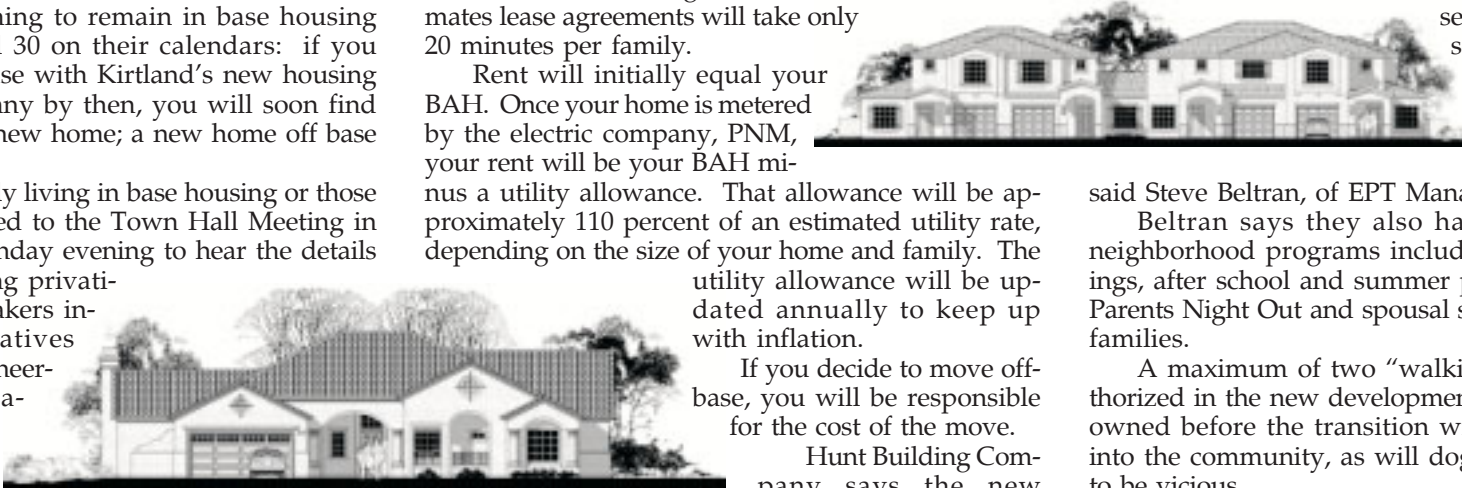 ning to remain in base housing
30 on their calendars: if you
se with Kirtland's new housing
any by then, you will soon find
new home; a new home off base
y living in base housing or those
ed to the Town Hall Meeting in
nday evening to hear the details
ng privati-
akers in-
atives
neer-
a-
mates lease agreements will take only
20 minutes per family.
Rent will initially equal your
BAH. Once your home is metered
by the electric company, PNM,
your rent will be your BAH mi-
nus a utility allowance. That allowance will be ap-
proximately 110 percent of an estimated utility rate,
depending on the size of your home and family. The
utility allowance will be up-
dated annually to keep up
with inflation.
If you decide to move off-
base, you will be responsible
for the cost of the move.
Hunt Building Com-
pany says the new
se
s
said Steve Beltran, of EPT Mana
Beltran says they also ha
neighborhood programs includ
ings, after school and summer p
Parents Night Out and spousal s
families.
A maximum of two “walki
thorized in the new developmen
owned before the transition w
into the community, as will dog
to be vicious.